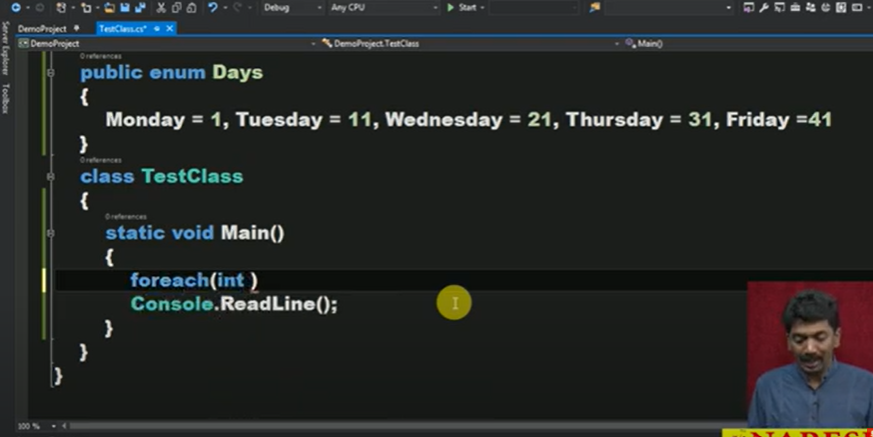 Debug Any CPU Start
DemoProject TestClass.cs*
Server Explorer Toolbox
DemoProject DemoProject.TestClass Main()
0 references
public enum Days
{
Monday = 1, Tuesday = 11, Wednesday = 21, Thursday = 31, Friday =41
}
0 references
class TestClass
{
0 references
static void Main()
{
foreach(int )
Console.ReadLine();
}
}
}
100 %